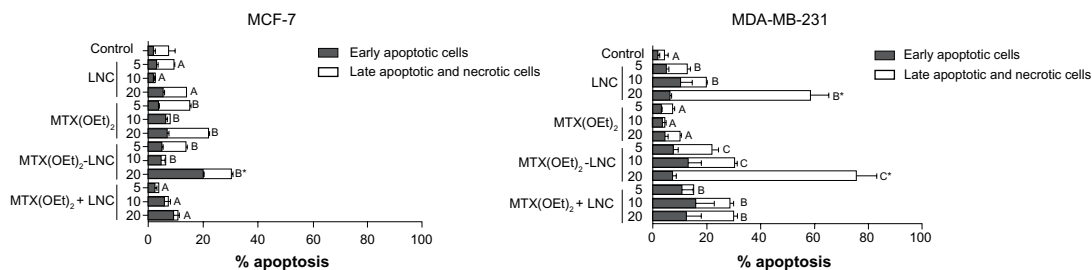 MCF-7
Early apoptotic cells
Late apoptotic and necrotic cells
Control
LNC
5 A
10 A
20 A
MTX(OEt)₂
5 B
10 B
20 B
MTX(OEt)₂-LNC
5 B
10 B
20 B*
MTX(OEt)₂ + LNC
5 A
10 A
20 A
0 20 40 60 80 100
% apoptosis
MDA-MB-231
Early apoptotic cells
Late apoptotic and necrotic cells
Control A
LNC
5 B
10 B
20 B*
MTX(OEt)₂
5 A
10 A
20 A
MTX(OEt)₂-LNC
5 C
10 C
20 C*
MTX(OEt)₂ + LNC
5 B
10 B
20 B
0 20 40 60 80 100
% apoptosis